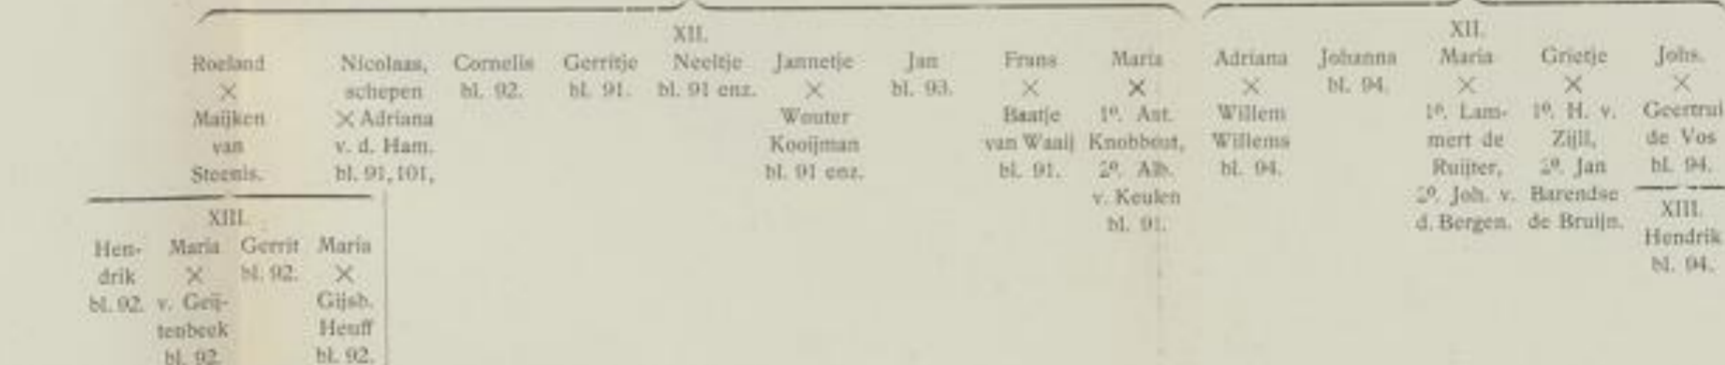 XII.
Roeland
×
Maijken
van
Steenis.
Nicolaas,
schepen
× Adriana
v. d. Ham.
bl. 91, 101,
Cornelis
bl. 92.
Gerritje
bl. 91.
Neeltje
bl. 91 enz.
Jannetje
×
Wouter
Kooijman
bl. 91 enz.
Jan
bl. 93.
Frans
×
Baatje
van Waaij
bl. 91.
Maria
×
1º. Ant.
Knobbout,
2º. Alb.
v. Keulen
bl. 91.
XII.
Adriana
×
Willem
Willems
bl. 94.
Johanna
bl. 94.
Maria
×
1º. Lam-
mert de
Ruijter,
2º. Joh. v.
d. Bergen.
Grietje
×
1º. H. v.
Zijll,
2º. Jan
Barendse
de Bruijn.
Johs.
×
Geertrui
de Vos
bl. 94.
XIII.
Hendrik
bl. 94.
XIII.
Hen-
drik
bl. 92.
Maria
×
v. Geij-
tenbeek
bl. 92.
Gerrit
bl. 92.
Maria
×
Gijsb.
Heuff
bl. 92.